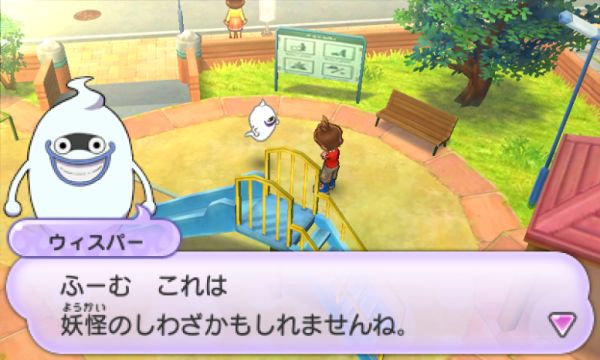 ウィスパー
ふーむ　これは
妖怪のしわざかもしれませんね。
ようかい